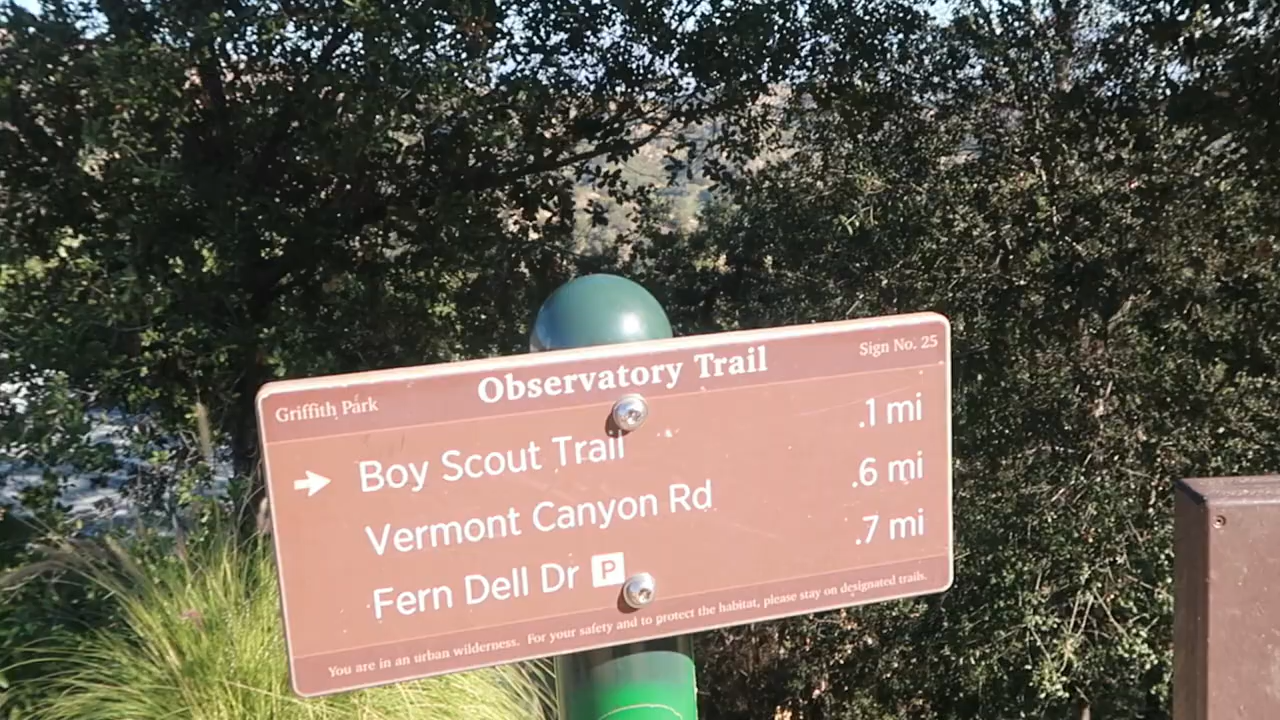 Griffith Park Observatory Trail Sign No. 25
Boy Scout Trail .1 mi
Vermont Canyon Rd .6 mi
Fern Dell Dr P .7 mi
You are in an urban wilderness. For your safety and to protect the habitat, please stay on designated trails.